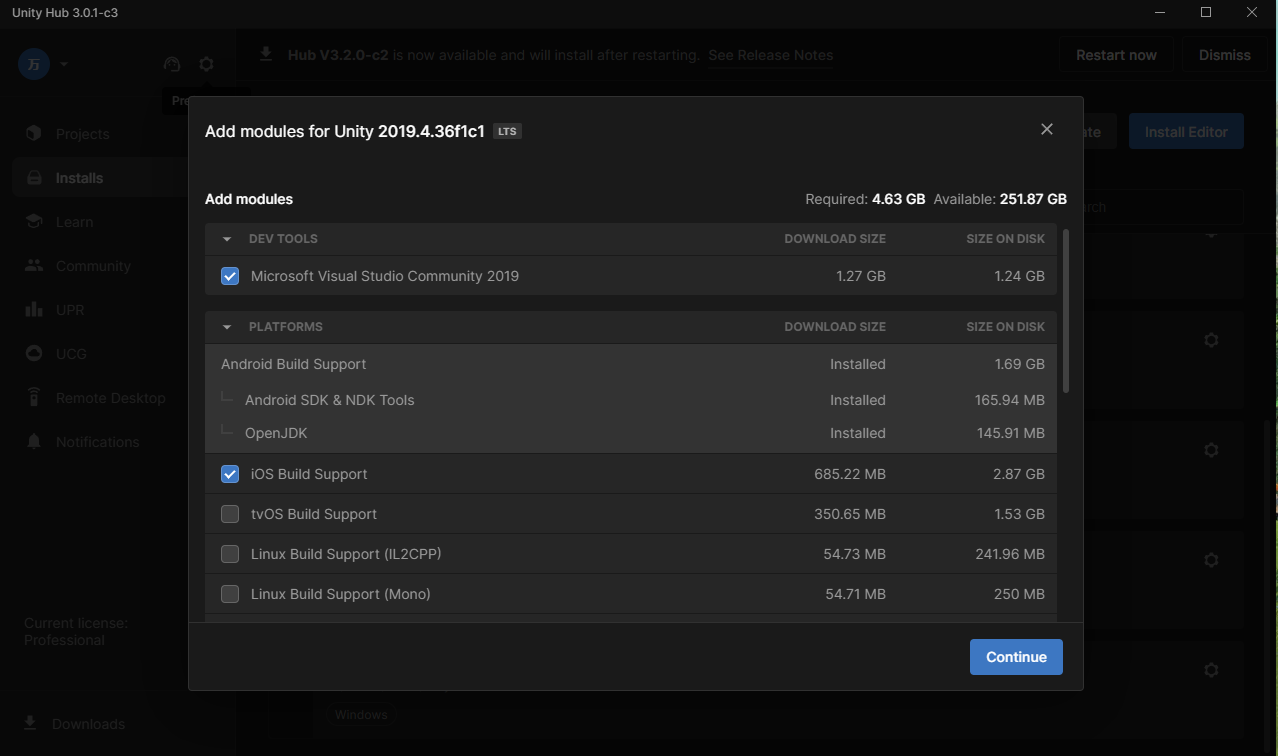 Unity Hub 3.0.1-c3
万
Hub V3.2.0-c2 is now available and will install after restarting. See Release Notes
Restart now
Dismiss
Projects
Installs
Learn
Community
UPR
UCG
Remote Desktop
Notifications
Current license:
Professional
Downloads
Install Editor
Add modules for Unity 2019.4.36f1c1 LTS
Add modules
Required: 4.63 GB Available: 251.87 GB
DEV TOOLS DOWNLOAD SIZE SIZE ON DISK
Microsoft Visual Studio Community 2019 1.27 GB 1.24 GB
PLATFORMS DOWNLOAD SIZE SIZE ON DISK
Android Build Support Installed 1.69 GB
Android SDK & NDK Tools Installed 165.94 MB
OpenJDK Installed 145.91 MB
iOS Build Support 685.22 MB 2.87 GB
tvOS Build Support 350.65 MB 1.53 GB
Linux Build Support (IL2CPP) 54.73 MB 241.96 MB
Linux Build Support (Mono) 54.71 MB 250 MB
Continue
Windows